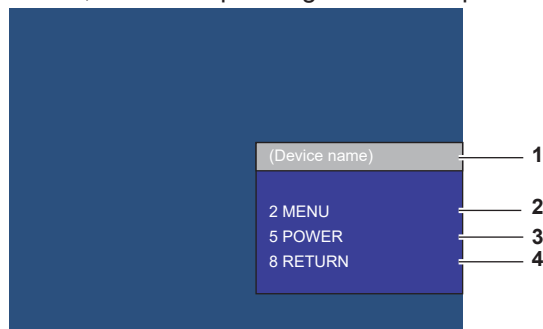 (Device name)
1
2 MENU
2
5 POWER
3
8 RETURN
4